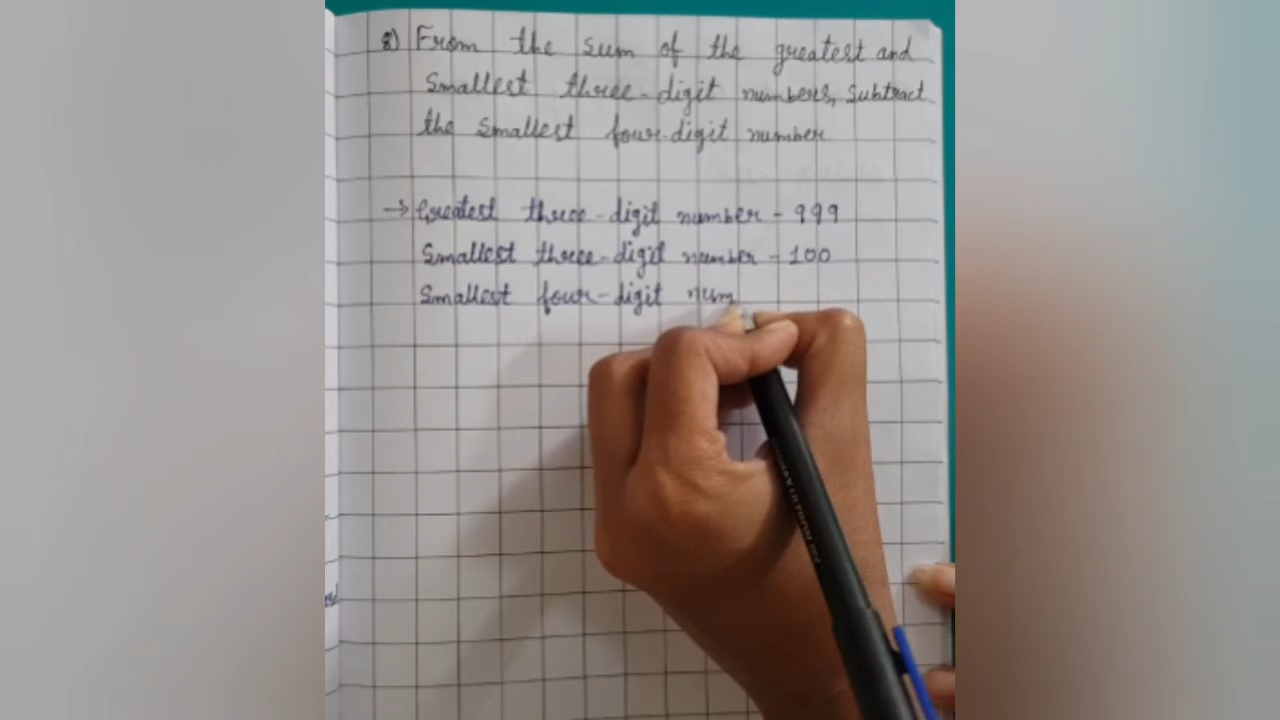 8) From the sum of the greatest and
smallest three-digit numbers, subtract
the smallest four-digit number
→ Greatest three-digit number - 999
Smallest three-digit number - 100
Smallest four-digit num